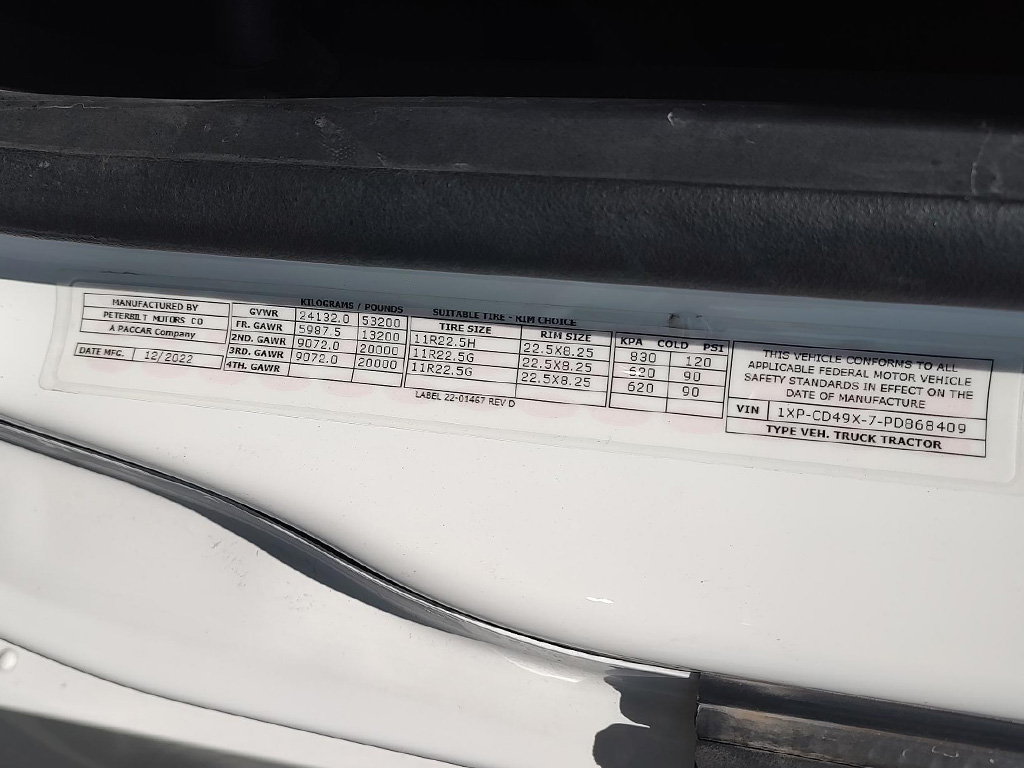 MANUFACTURED BY
PETERBILT MOTORS CO
A PACCAR Company
DATE MFG. 12/2022
KILOGRAMS / POUNDS
GVWR 24132.0 53200
FR. GAWR 5987.5 13200
2ND. GAWR 9072.0 20000
3RD. GAWR 9072.0 20000
4TH. GAWR
SUITABLE TIRE - RIM CHOICE
TIRE SIZE RIM SIZE
11R22.5H 22.5X8.25
11R22.5G 22.5X8.25
11R22.5G 22.5X8.25
KPA COLD PSI
830 120
620 90
620 90
LABEL 22-01467 REV D
THIS VEHICLE CONFORMS TO ALL
APPLICABLE FEDERAL MOTOR VEHICLE
SAFETY STANDARDS IN EFFECT ON THE
DATE OF MANUFACTURE
VIN 1XP-CD49X-7-PD868409
TYPE VEH. TRUCK TRACTOR